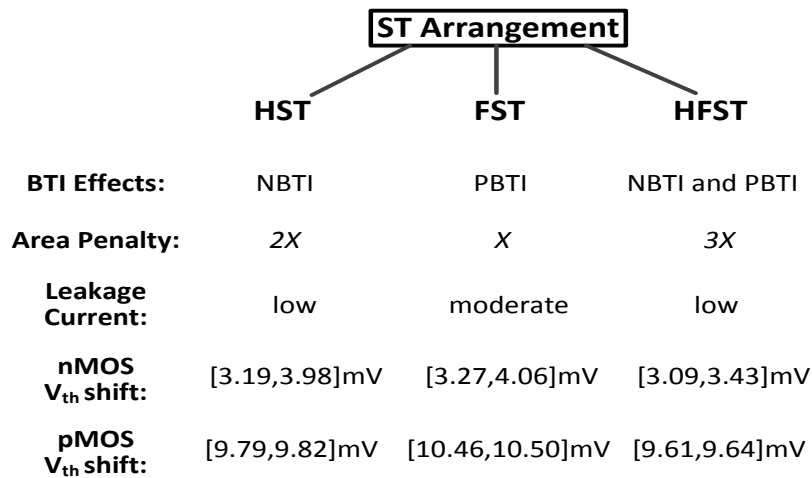 ST Arrangement
HST FST HFST
BTI Effects: NBTI PBTI NBTI and PBTI
Area Penalty: 2X X 3X
Leakage
Current: low moderate low
nMOS
Vth shift: [3.19,3.98]mV [3.27,4.06]mV [3.09,3.43]mV
pMOS
Vth shift: [9.79,9.82]mV [10.46,10.50]mV [9.61,9.64]mV